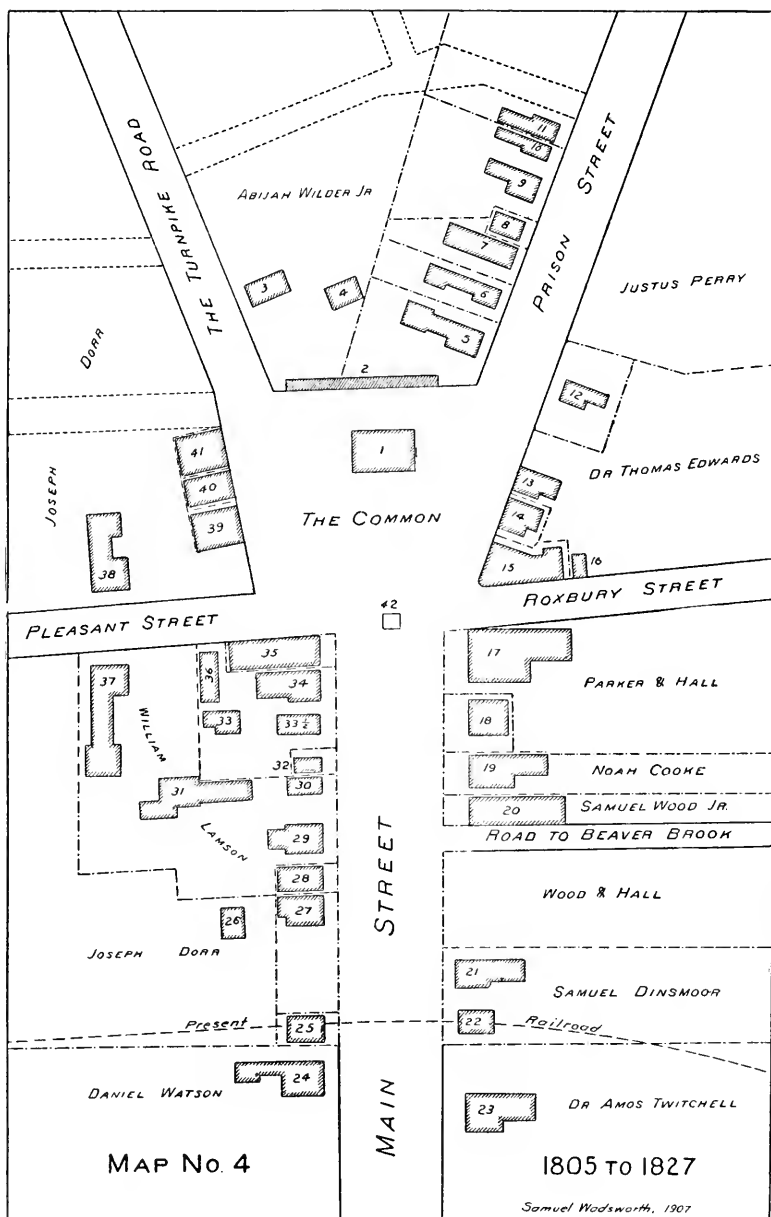 THE TURNPIKE ROAD
PRISON STREET
11
10
9
ABIJAH WILDER JR
8
7
3
4
6
JUSTUS PERRY
5
DORR
2
12
41
1
DR THOMAS EDWARDS
40
13
JOSEPH
39
THE COMMON
14
38
15
16
ROXBURY STREET
42
PLEASANT STREET
35
17
36
34
37
PARKER & HALL
33
33 1/2
18
WILLIAM
32
19
NOAH COOKE
30
31
20
SAMUEL WOOD JR.
29
ROAD TO BEAVER BROOK
LAMSON
28
STREET
WOOD & HALL
27
26
JOSEPH DORR
21
SAMUEL DINSMOOR
Present
25
22
Railroad
24
DANIEL WATSON
23
DR AMOS TWITCHELL
MAIN
MAP NO. 4
1805 TO 1827
Samuel Wadsworth, 1907